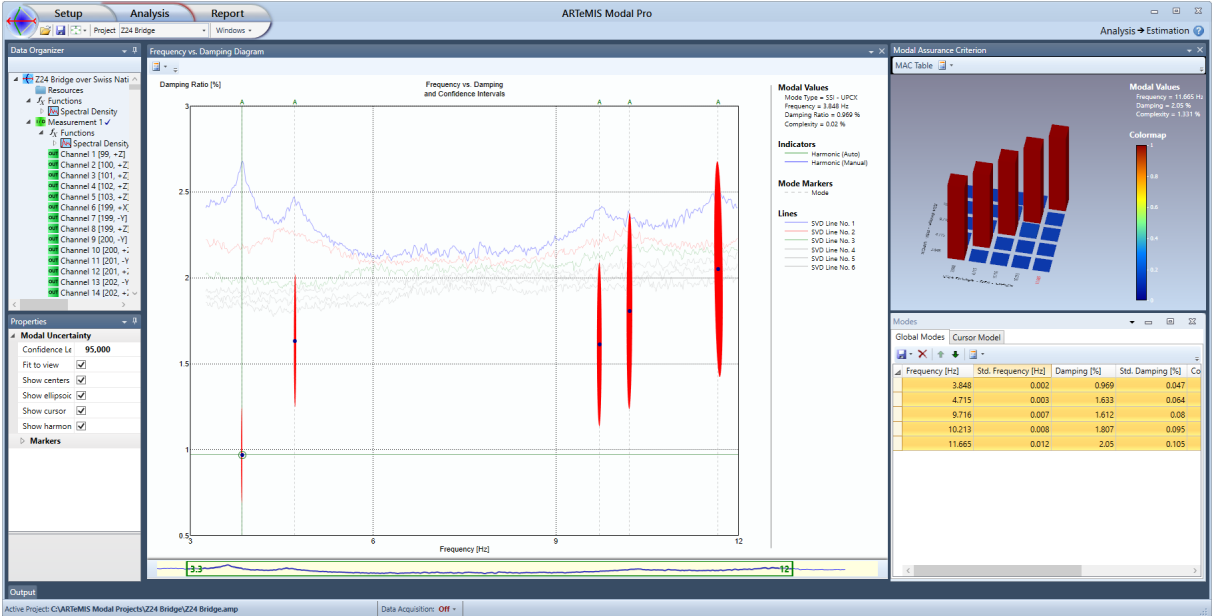 Setup
Analysis
Report
ARTeMIS Modal Pro
Project Z24 Bridge
Windows
Analysis → Estimation
Data Organizer
Z24 Bridge over Swiss Nati
Resources
Functions
Spectral Density
Measurement 1
Functions
Spectral Density
Channel 1 [99, +Z]
Channel 2 [100, +Z]
Channel 3 [101, +Z]
Channel 4 [102, +Z]
Channel 5 [103, +Z]
Channel 6 [199, +X]
Channel 7 [199, -Y]
Channel 8 [199, +Z]
Channel 9 [200, -Y]
Channel 10 [200, +Z
Channel 11 [201, -Y
Channel 12 [201, +Z
Channel 13 [202, -Y
Channel 14 [202, +Z
Properties
Modal Uncertainty
Confidence Le 95,000
Fit to view
Show centers
Show ellipsoic
Show cursor
Show harmon
Markers
Frequency vs. Damping Diagram
Damping Ratio [%]
Frequency vs. Damping
and Confidence Intervals
A A A A A
3
2.5
2
1.5
1
0.5
3 6 9 12
Frequency [Hz]
3.3 12
Modal Values
Mode Type = SSI - UPCX
Frequency = 3.848 Hz
Damping Ratio = 0.969 %
Complexity = 0.02 %
Indicators
Harmonic (Auto)
Harmonic (Manual)
Mode Markers
Mode
Lines
SVD Line No. 1
SVD Line No. 2
SVD Line No. 3
SVD Line No. 4
SVD Line No. 5
SVD Line No. 6
Modal Assurance Criterion
MAC Table
Modal Values
Frequency = 11.665 Hz
Damping = 2.05 %
Complexity = 1.331 %
Colormap
1
0.8
0.6
0.4
0.2
0
Modes
Global Modes Cursor Model
Frequency [Hz] Std. Frequency [Hz] Damping [%] Std. Damping [%] Co
3.848 0.002 0.969 0.047
4.715 0.003 1.633 0.064
9.716 0.007 1.612 0.08
10.213 0.008 1.807 0.095
11.665 0.012 2.05 0.105
Output
Active Project: C:\ARTeMIS Modal Projects\Z24 Bridge\Z24 Bridge.amp
Data Acquisition: Off